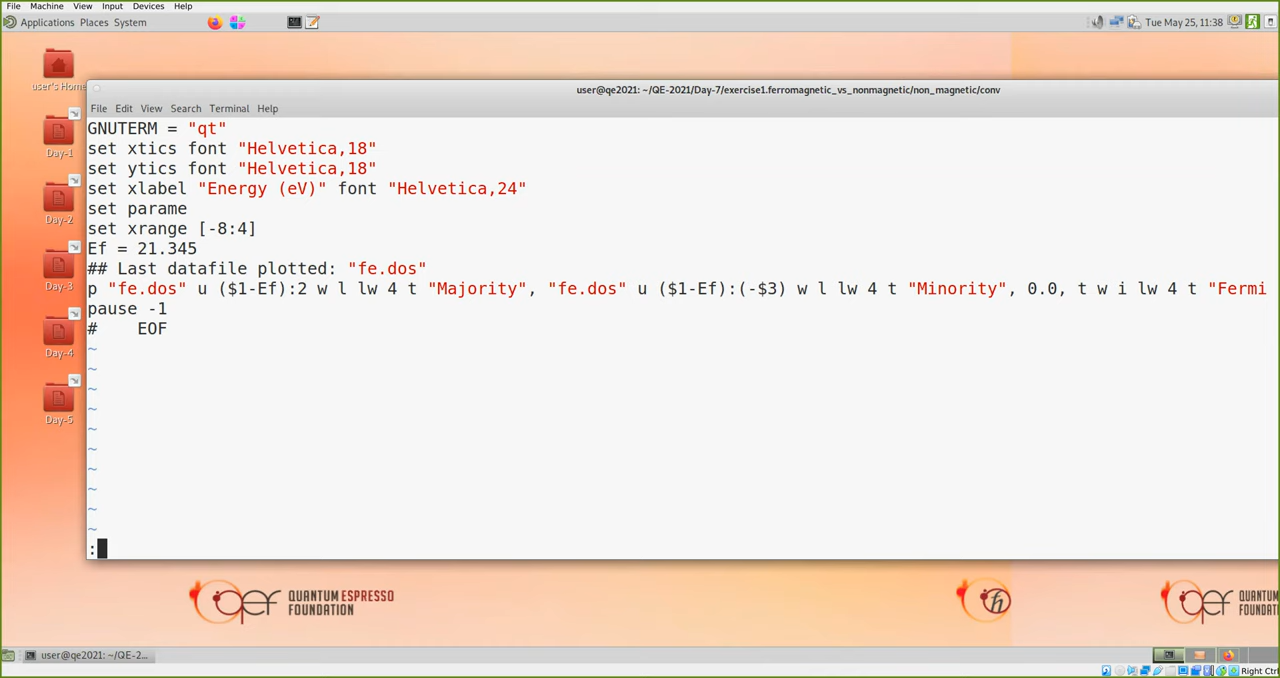 File Machine View Input Devices Help
Applications Places System Tue May 25, 11:38
user's Home
Day-1
Day-2
Day-3
Day-4
Day-5
user@qe2021: ~/QE-2021/Day-7/exercise1.ferromagnetic_vs_nonmagnetic/non_magnetic/conv
File Edit View Search Terminal Help
GNUTERM = "qt"
set xtics font "Helvetica,18"
set ytics font "Helvetica,18"
set xlabel "Energy (eV)" font "Helvetica,24"
set parame
set xrange [-8:4]
Ef = 21.345
## Last datafile plotted: "fe.dos"
p "fe.dos" u ($1-Ef):2 w l lw 4 t "Majority", "fe.dos" u ($1-Ef):(-$3) w l lw 4 t "Minority", 0.0, t w i lw 4 t "Fermi
pause -1
# EOF
~
~
~
~
~
~
~
~
~
~
:
qef QUANTUM ESPRESSO
FOUNDATION
ħ
qef QUANTUM
FOUNDA
user@qe2021: ~/QE-2...
Right Ctrl